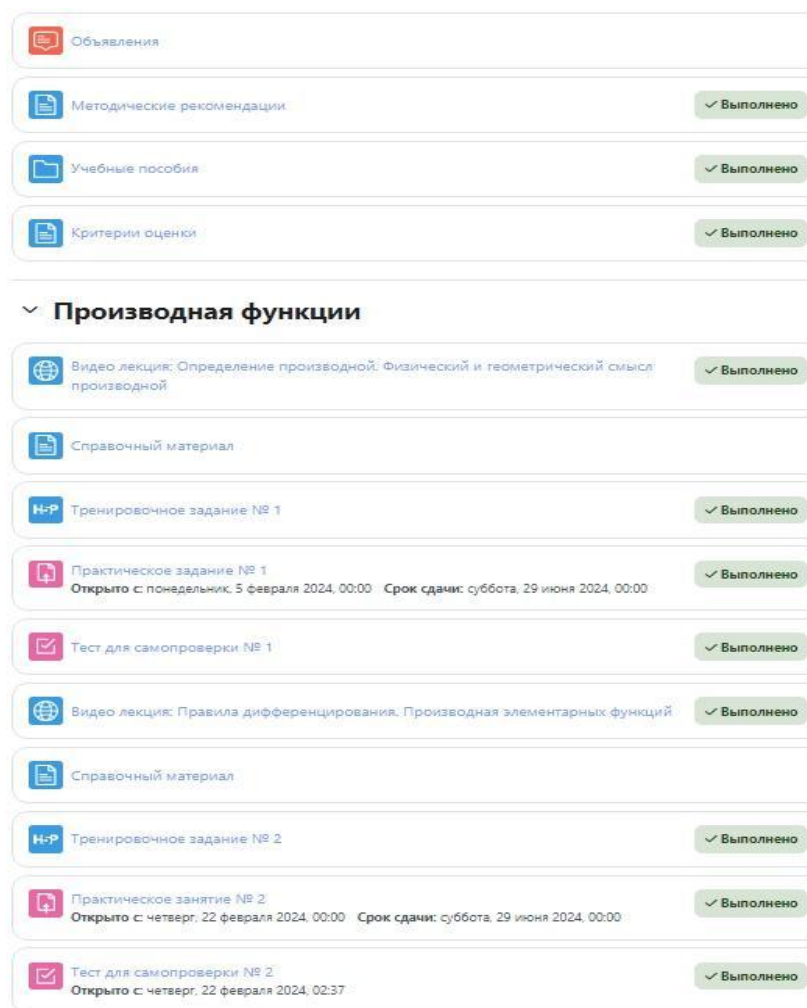 Объявления
Методические рекомендации
✓ Выполнено
Учебные пособия
✓ Выполнено
Критерии оценки
✓ Выполнено
Производная функции
Видео лекция: Определение производной. Физический и геометрический смысл
производной
✓ Выполнено
Справочный материал
H-P Тренировочное задание № 1
✓ Выполнено
Практическое задание № 1
Открыто с: понедельник, 5 февраля 2024, 00:00 Срок сдачи: суббота, 29 июня 2024, 00:00
✓ Выполнено
Тест для самопроверки № 1
✓ Выполнено
Видео лекция: Правила дифференцирования. Производная элементарных функций
✓ Выполнено
Справочный материал
H-P Тренировочное задание № 2
✓ Выполнено
Практическое занятие № 2
Открыто с: четверг, 22 февраля 2024, 00:00 Срок сдачи: суббота, 29 июня 2024, 00:00
✓ Выполнено
Тест для самопроверки № 2
Открыто с: четверг, 22 февраля 2024, 02:37
✓ Выполнено